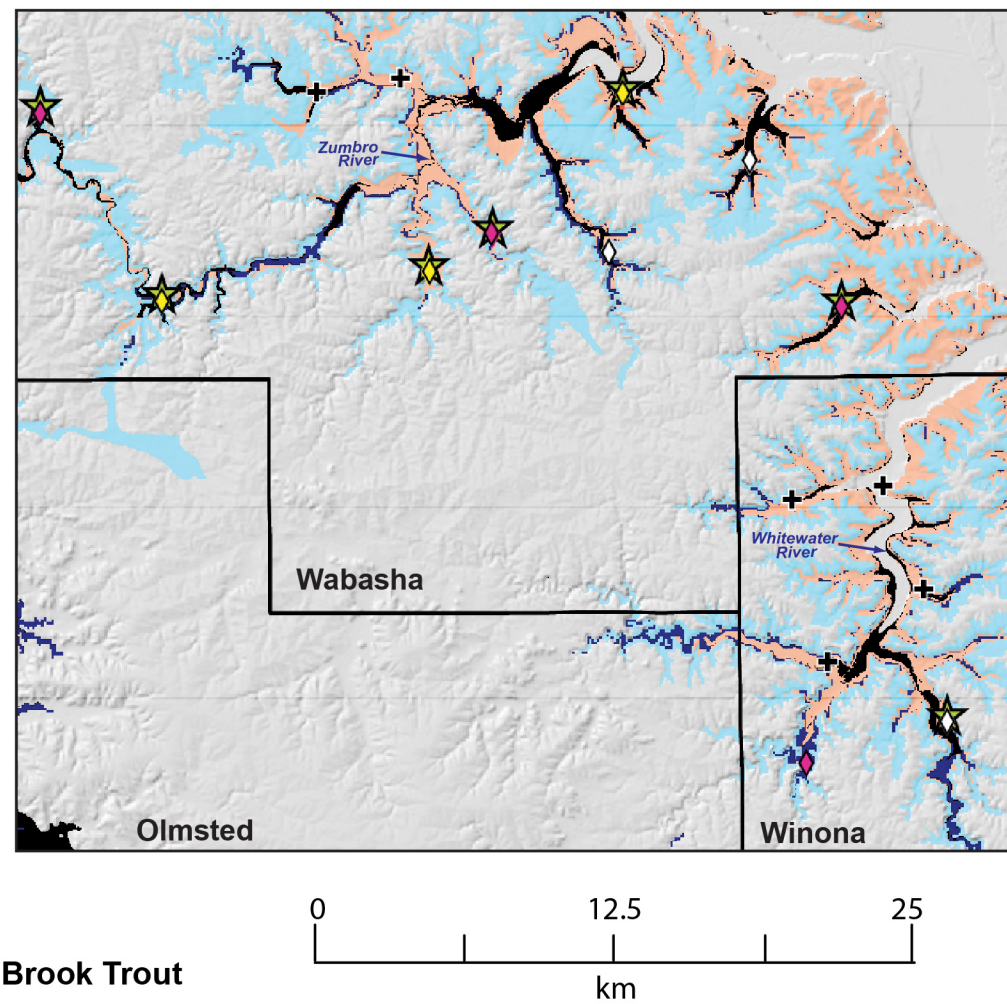 Zumbro
River
Whitewater
River
Wabasha
Olmsted
Winona
0 12.5 25
km
Brook Trout